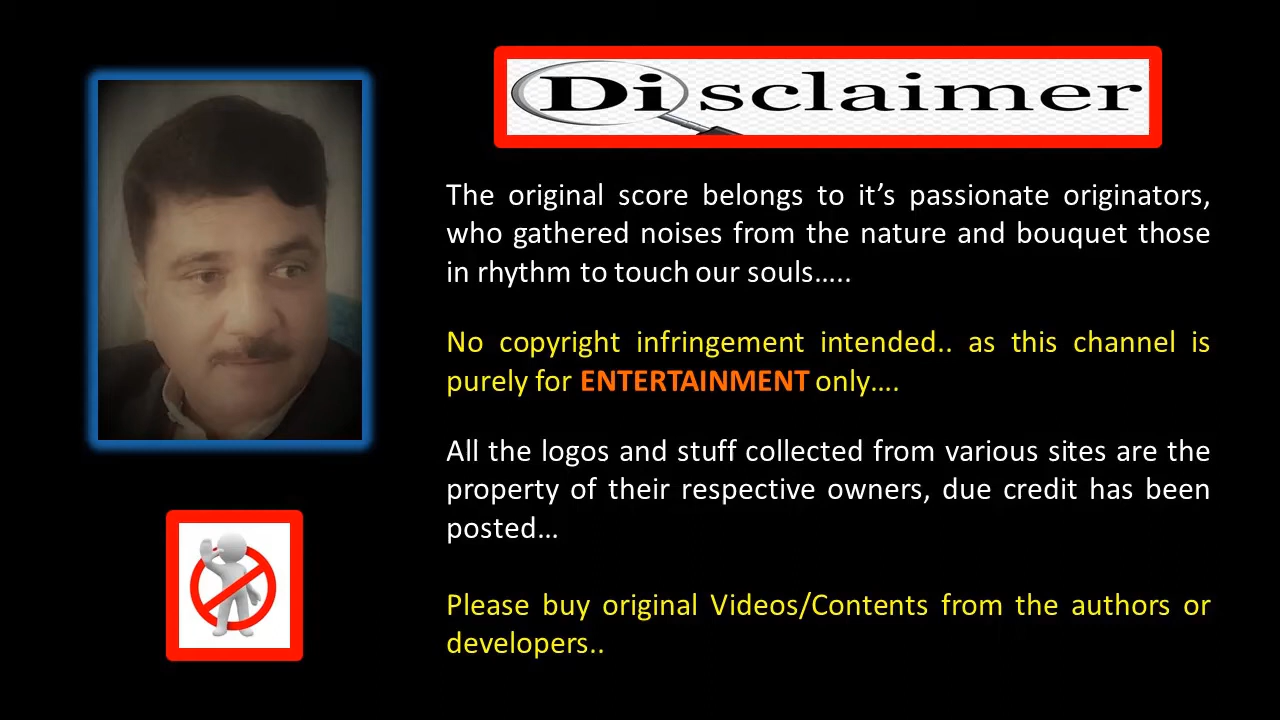 Disclaimer
The original score belongs to it’s passionate originators,
who gathered noises from the nature and bouquet those
in rhythm to touch our souls.....
No copyright infringement intended.. as this channel is
purely for ENTERTAINMENT only....
All the logos and stuff collected from various sites are the
property of their respective owners, due credit has been
posted...
Please buy original Videos/Contents from the authors or
developers..